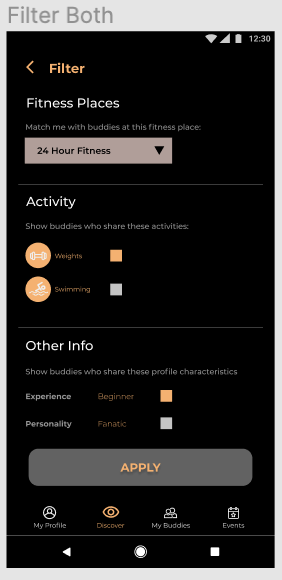 Filter Both
12:30
Filter
Fitness Places
Match me with buddies at this fitness place:
24 Hour Fitness
Activity
Show buddies who share these activities:
Weights
Swimming
Other Info
Show buddies who share these profile characteristics
Experience Beginner
Personality Fanatic
APPLY
My Profile Discover My Buddies Events